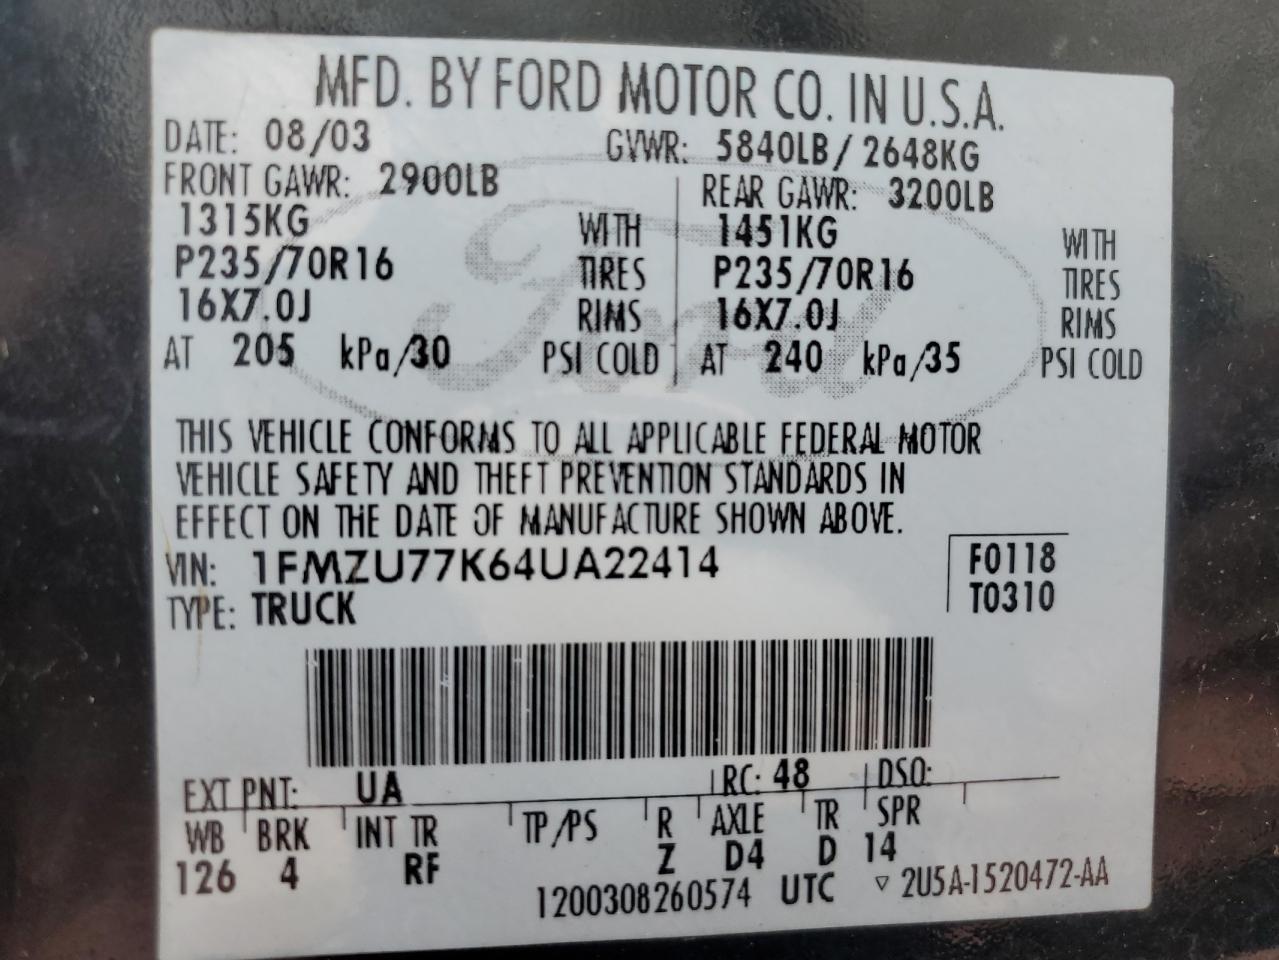 MFD. BY FORD MOTOR CO. IN U.S.A.
DATE: 08/03 GVWR: 5840LB/ 2648KG
FRONT GAWR: 2900LB REAR GAWR: 3200LB
1315KG WITH 1451KG WITH
P235/70R16 TIRES P235/70R16 TIRES
16X7.0J RIMS 16X7.0J RIMS
AT 205 kPa/30 PSI COLD AT 240 kPa/35 PSI COLD
Ford
THIS VEHICLE CONFORMS TO ALL APPLICABLE FEDERAL MOTOR
VEHICLE SAFETY AND THEFT PREVENTION STANDARDS IN
EFFECT ON THE DATE OF MANUFACTURE SHOWN ABOVE.
VIN: 1FMZU77K64UA22414 F0118
TYPE: TRUCK T0310
EXT PNT: UA RC: 48 DSO:
WB BRK INT TR TP/PS R AXLE TR SPR
126 4 RF Z D4 D 14
1200308260574 UTC ▽ 2U5A-1520472-AA